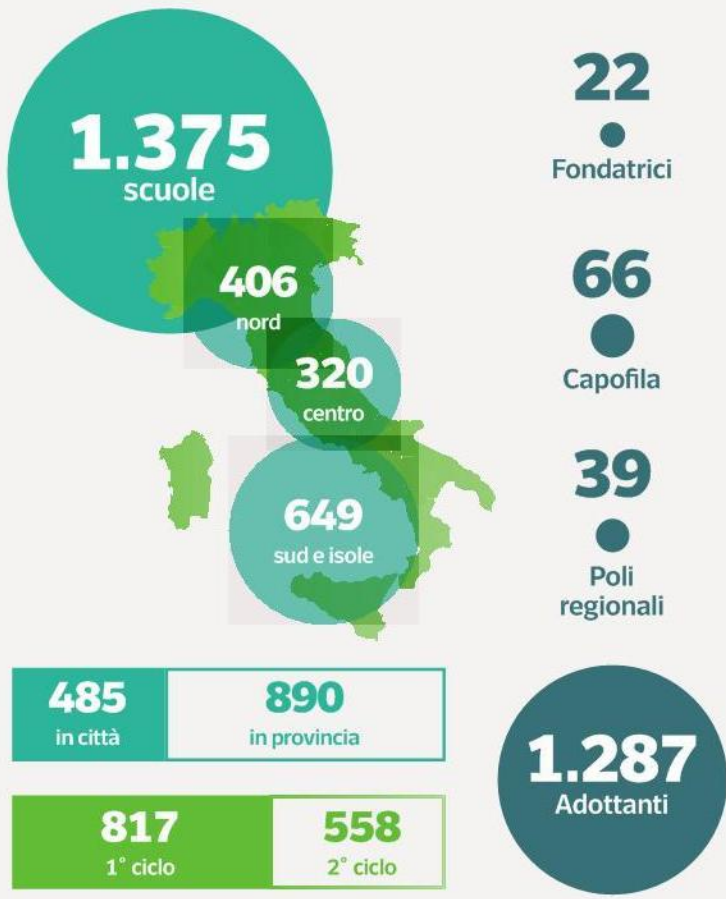 1.375
scuole
406
nord
320
centro
649
sud e isole
22
Fondatrici
66
Capofila
39
Poli
regionali
485
in città
890
in provincia
817
1° ciclo
558
2° ciclo
1.287
Adottanti